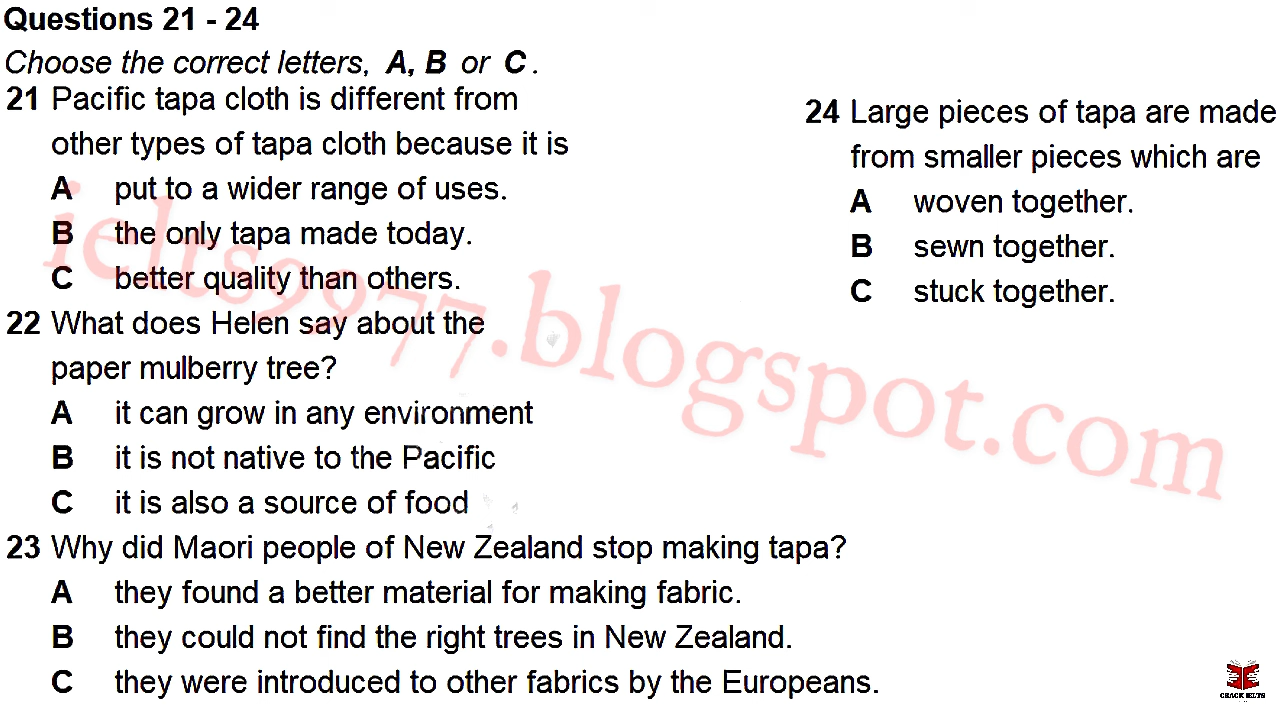 Questions 21 - 24
Choose the correct letters, A, B or C.
21 Pacific tapa cloth is different from
other types of tapa cloth because it is
A put to a wider range of uses.
B the only tapa made today.
C better quality than others.
22 What does Helen say about the
paper mulberry tree?
A it can grow in any environment
B it is not native to the Pacific
C it is also a source of food
23 Why did Maori people of New Zealand stop making tapa?
A they found a better material for making fabric.
B they could not find the right trees in New Zealand.
C they were introduced to other fabrics by the Europeans.
24 Large pieces of tapa are made
from smaller pieces which are
A woven together.
B sewn together.
C stuck together.
ielts9977.blogspot.com
CRACK IELTS